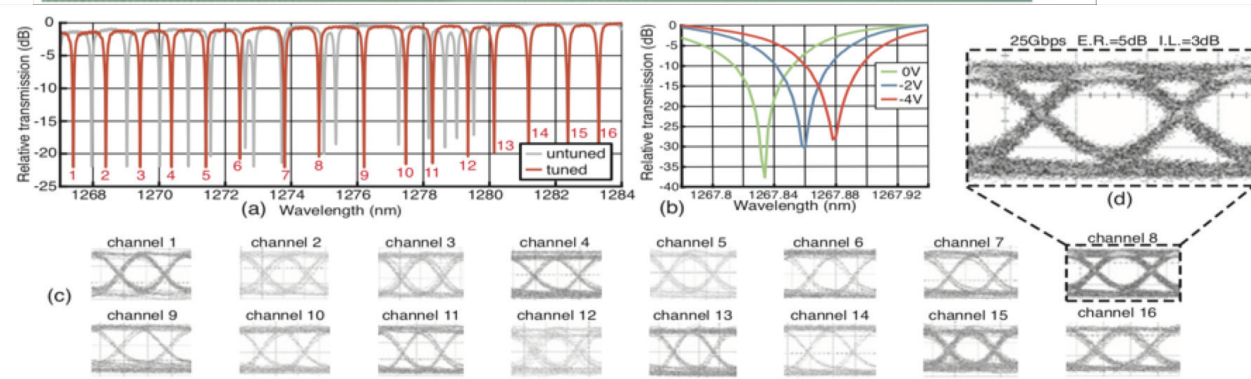 0
-5
-10
-15
-20
-25
Relative transmission (dB)
1 2 3 4 5 6 7 8 9 10 11 12 13 14 15 16
untuned
tuned
1268 1270 1272 1274 1276 1278 1280 1282 1284
(a) Wavelength (nm)
0
-5
-10
-15
-20
-25
-30
-35
-40
Relative transmission (dB)
0V
-2V
-4V
1267.8 1267.84 1267.88 1267.92
(b) Wavelength (nm)
25Gbps E.R.=5dB I.L.=3dB
(d)
(c)
channel 1 channel 2 channel 3 channel 4 channel 5 channel 6 channel 7 channel 8
channel 9 channel 10 channel 11 channel 12 channel 13 channel 14 channel 15 channel 16